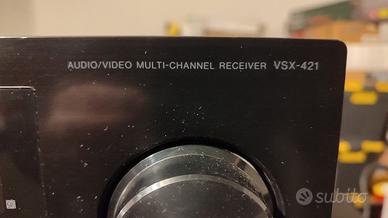 AUDIO/VIDEO MULTI-CHANNEL RECEIVER VSX-421
subito